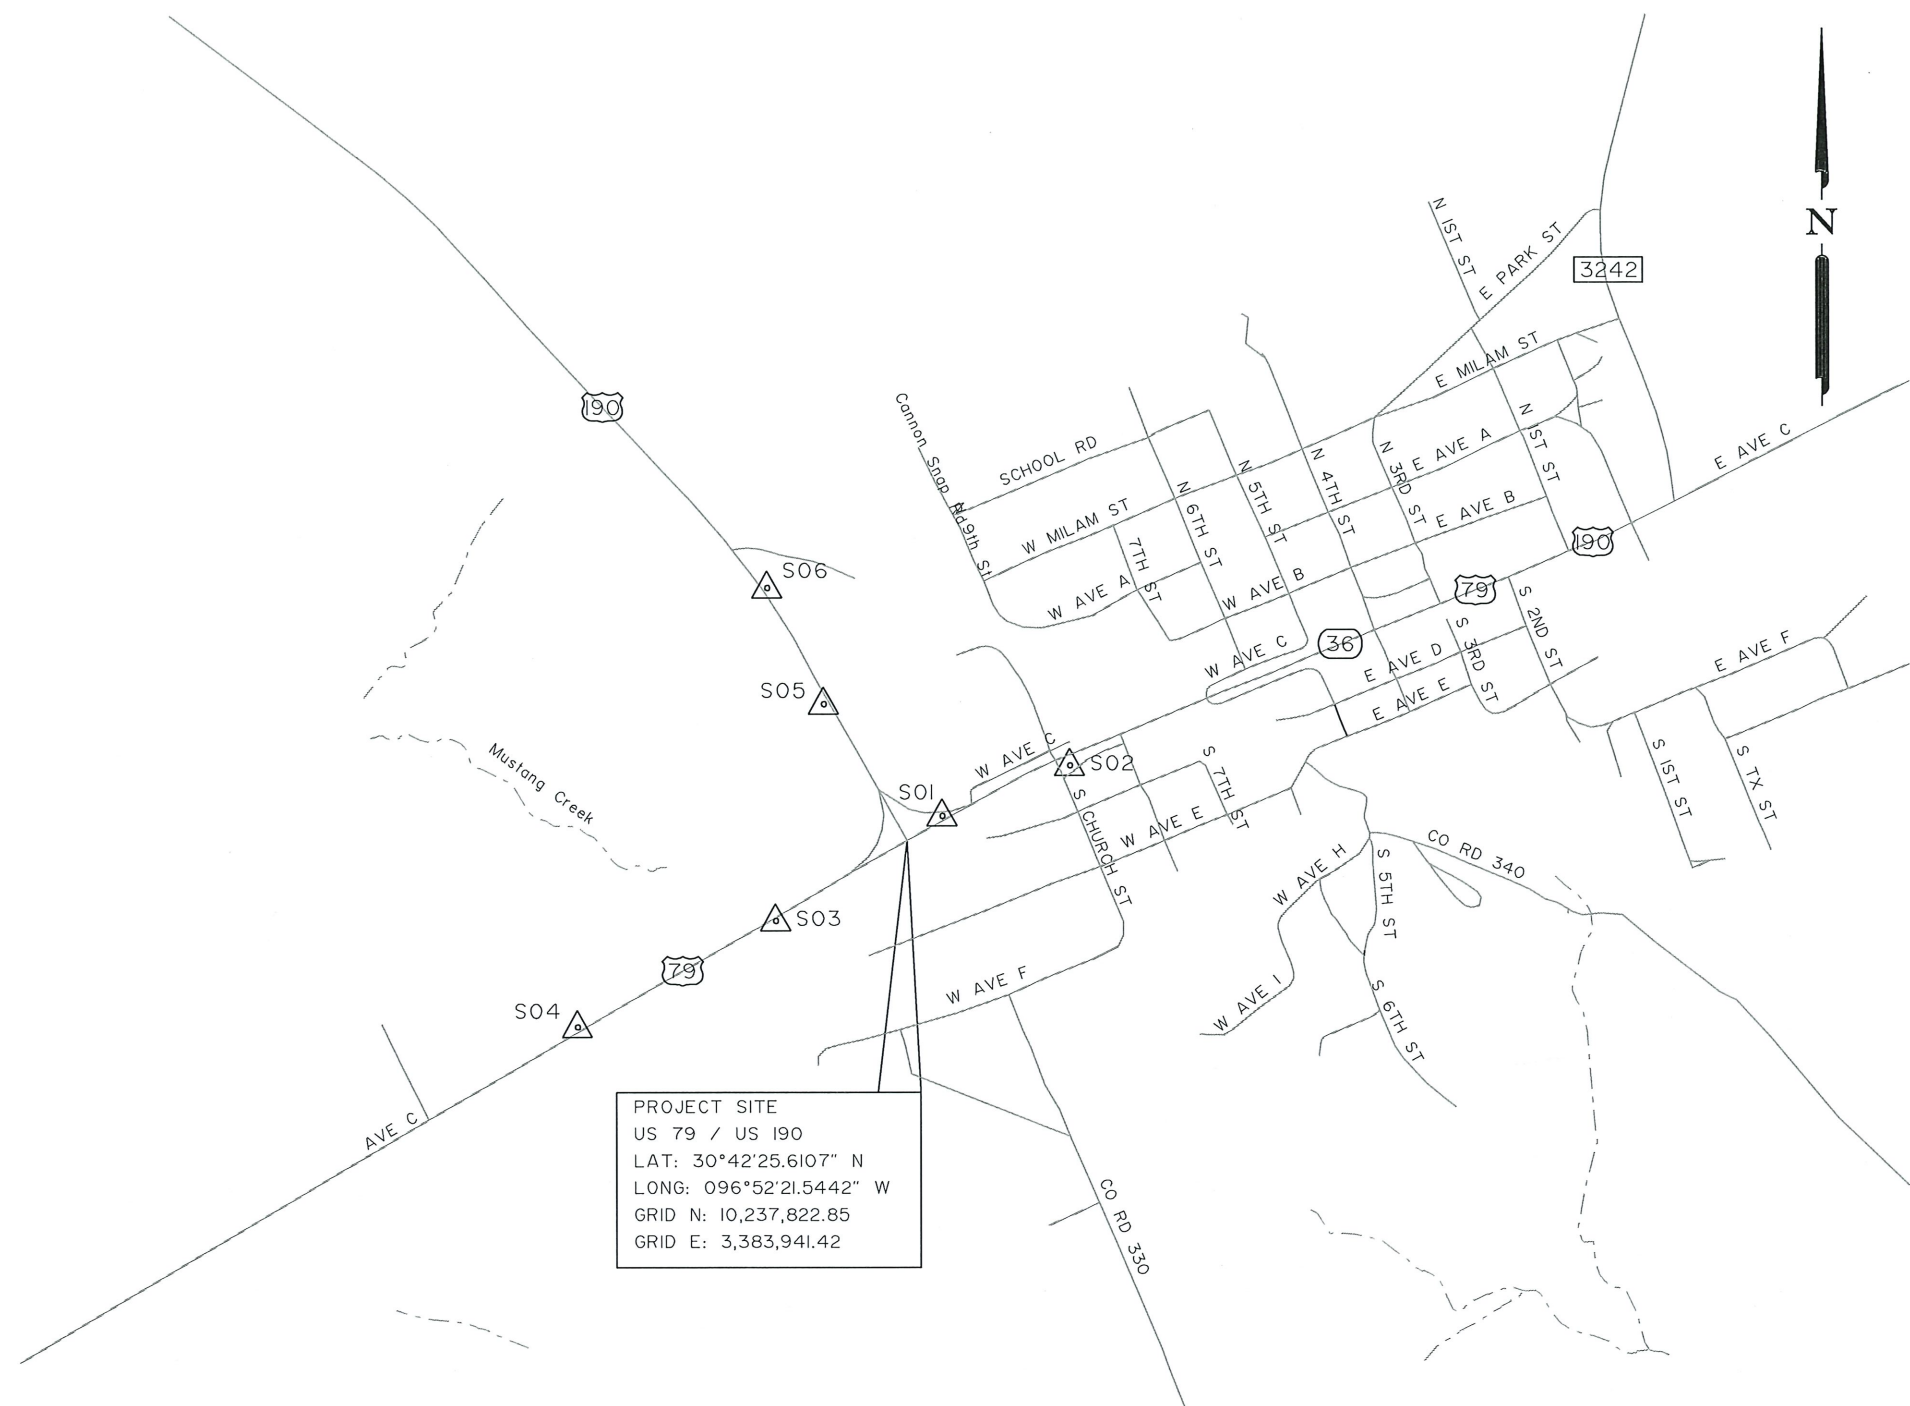 N
N 1ST ST
E PARK ST
3242
E MILAM ST
190
Cannon Snap Rd
SCHOOL RD
N
5TH
ST
N
4TH
ST
N
3RD
ST
E AVE A
N
1ST ST
E AVE C
N 9th St
W MILAM ST
N
6TH
ST
E AVE B
190
7TH
ST
W AVE A
W AVE B
79
S06
S
2ND
ST
S
3RD
ST
E AVE F
36
W AVE C
E AVE D
E AVE E
S05
Mustang Creek
W AVE C
S02
S
7TH
ST
S 1ST ST
S TX ST
S01
S
CHURCH
ST
W AVE E
W AVE H
S 5TH ST
CO RD 340
S03
79
W AVE F
W AVE I
S 6TH ST
S04
AVE C
PROJECT SITE
US 79 / US 190
LAT: 30°42'25.6107" N
LONG: 096°52'21.5442" W
GRID N: 10,237,822.85
GRID E: 3,383,941.42
CO RD 330